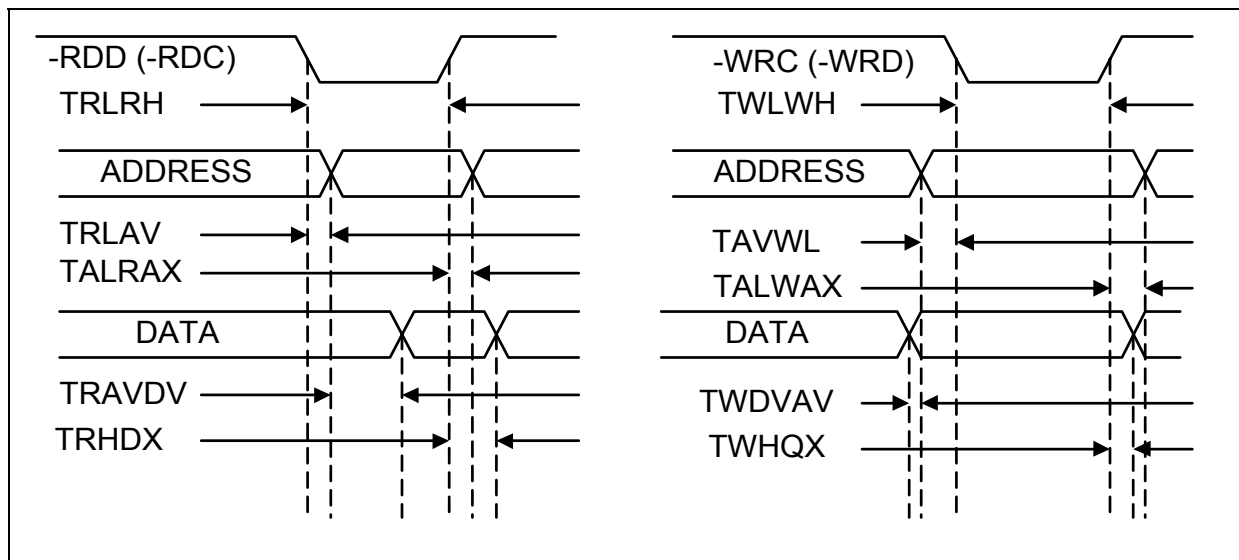 -RDD (-RDC)
TRLRH
ADDRESS
TRLAV
TALRAX
DATA
TRAVDV
TRHDX
-WRC (-WRD)
TWLWH
ADDRESS
TAVWL
TALWAX
DATA
TWDVAV
TWHQX